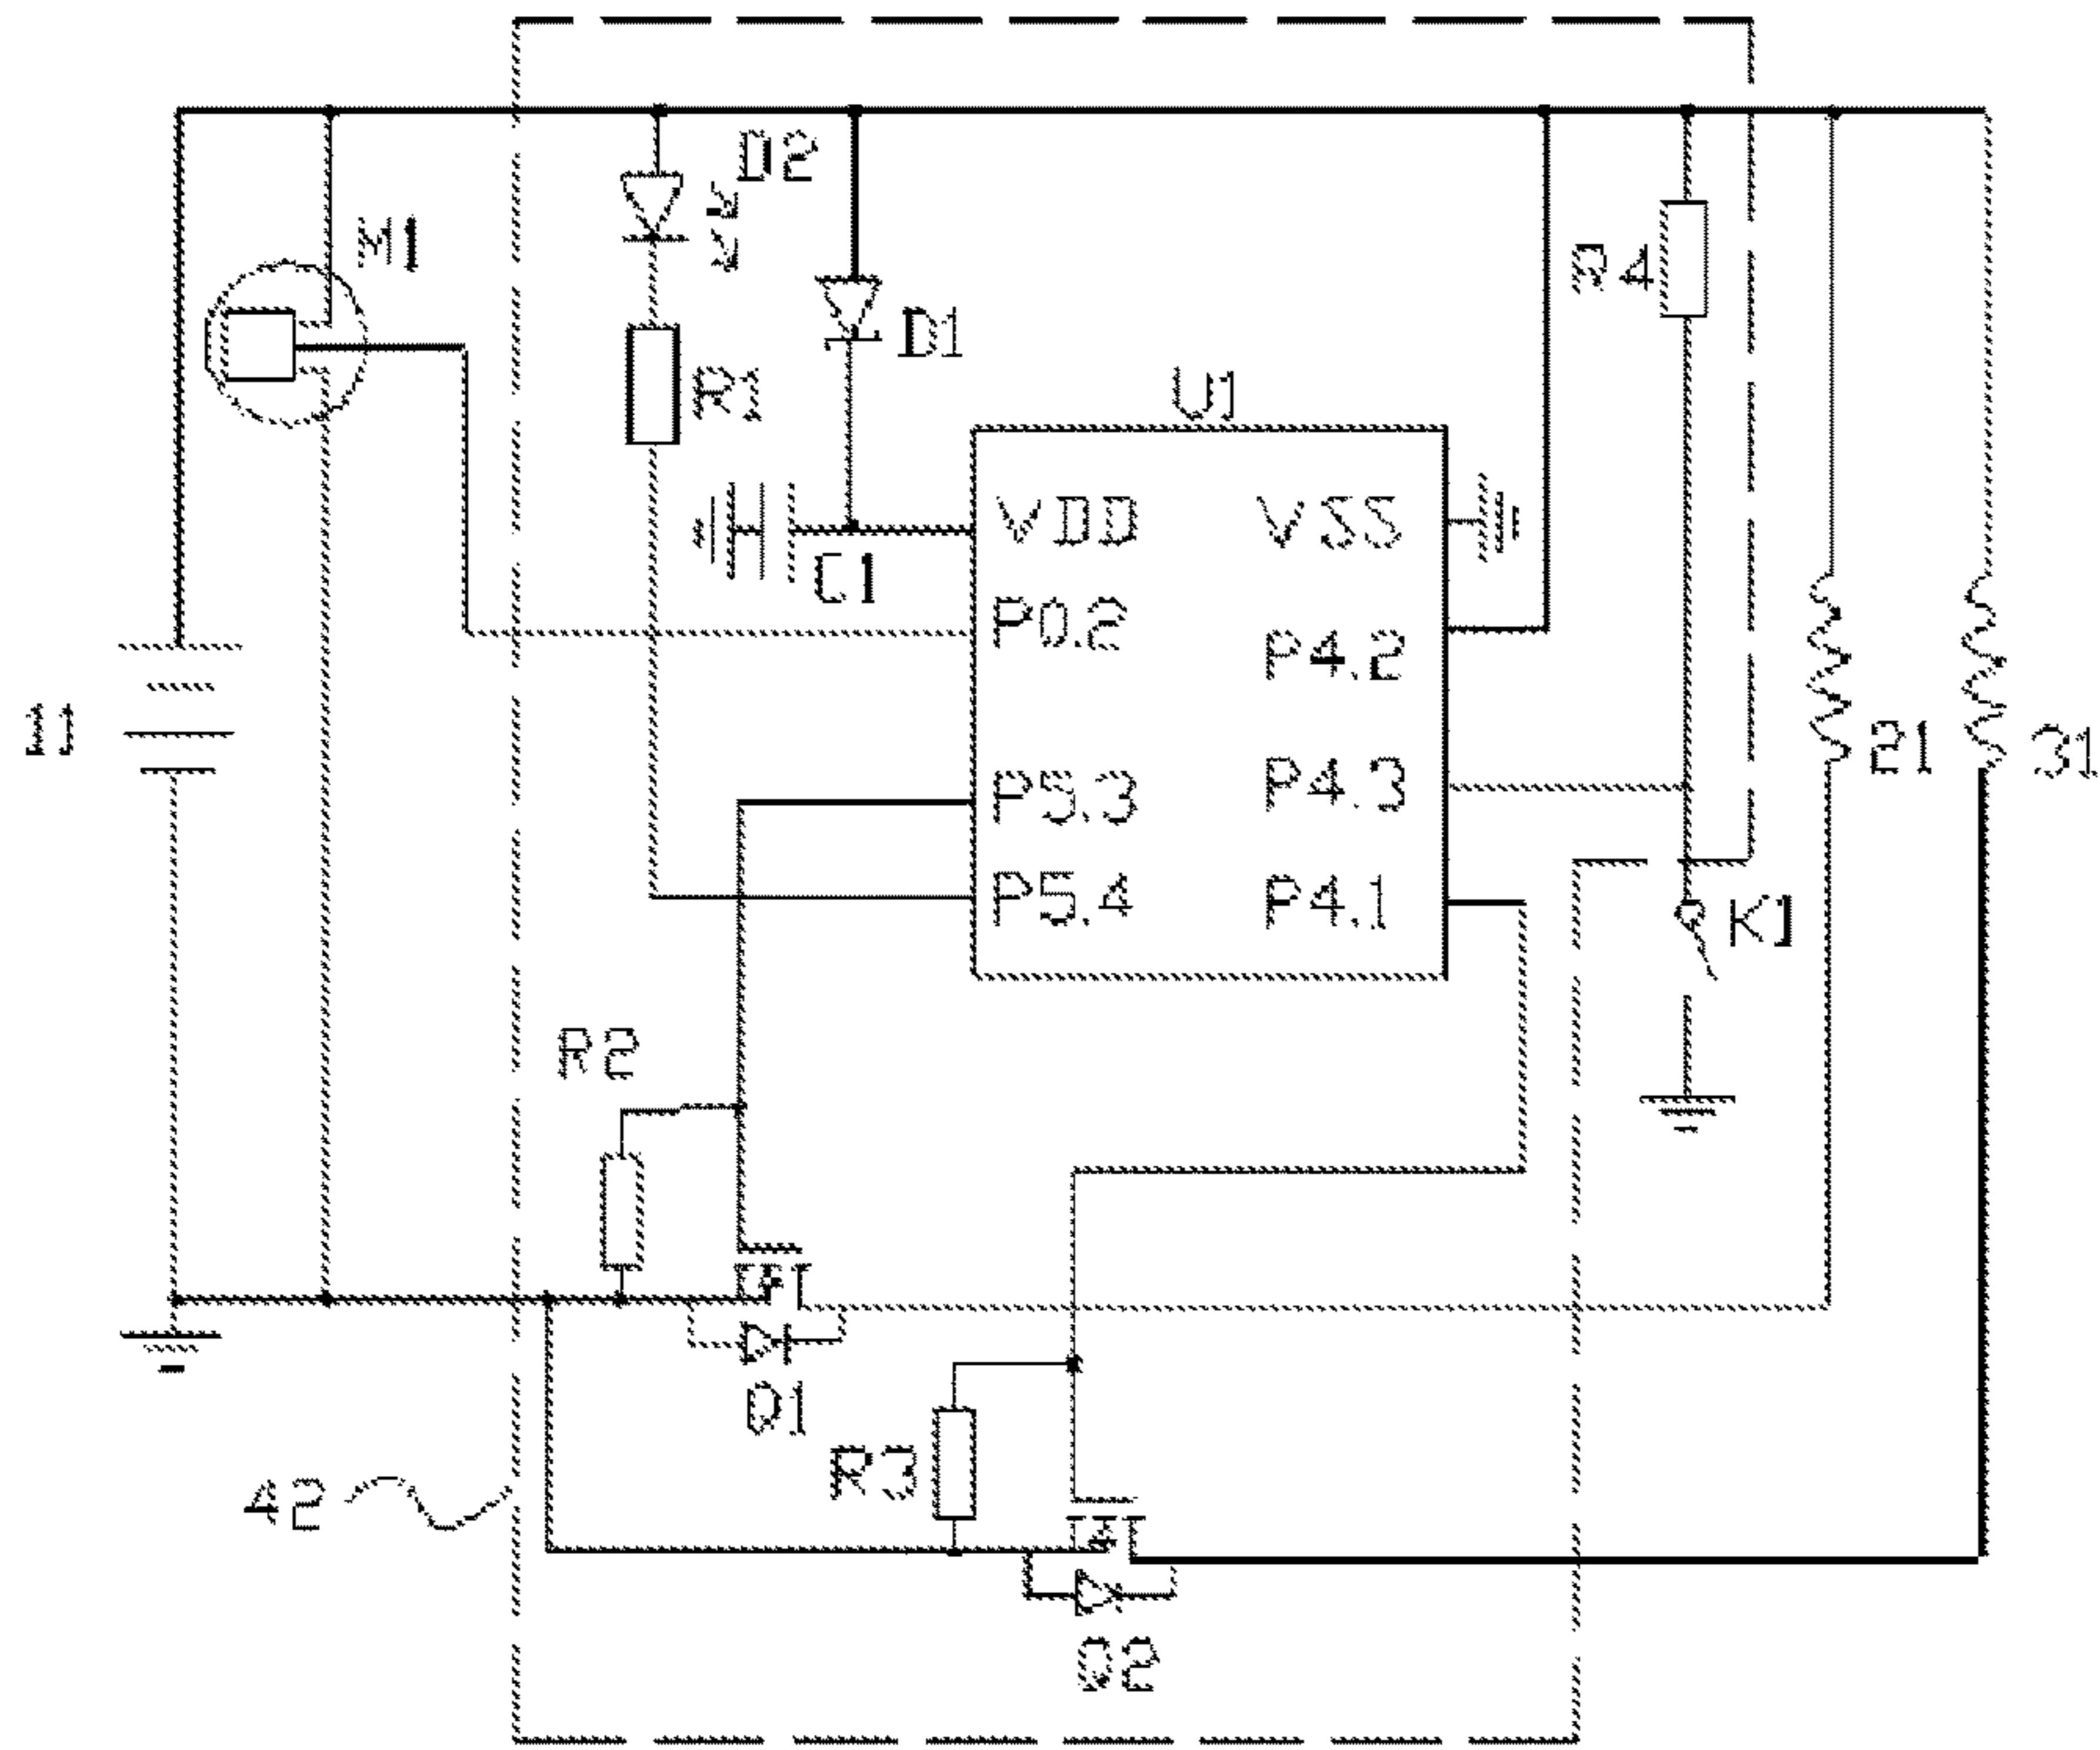 D2
M1
R4
D1
R1
U1
VDD
VSS
C1
P0.2
P4.2
11
21
31
P5.3
P4.3
P5.4
P4.1
K1
R2
Q1
R3
42
Q2